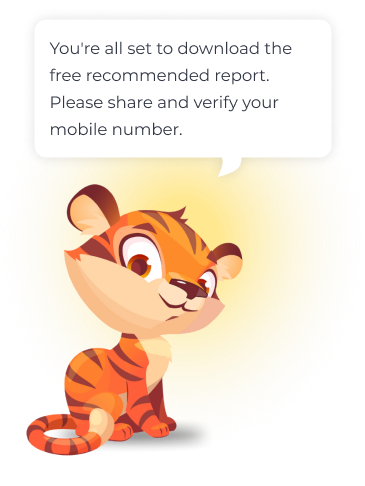 You're all set to download the
free recommended report.
Please share and verify your
mobile number.